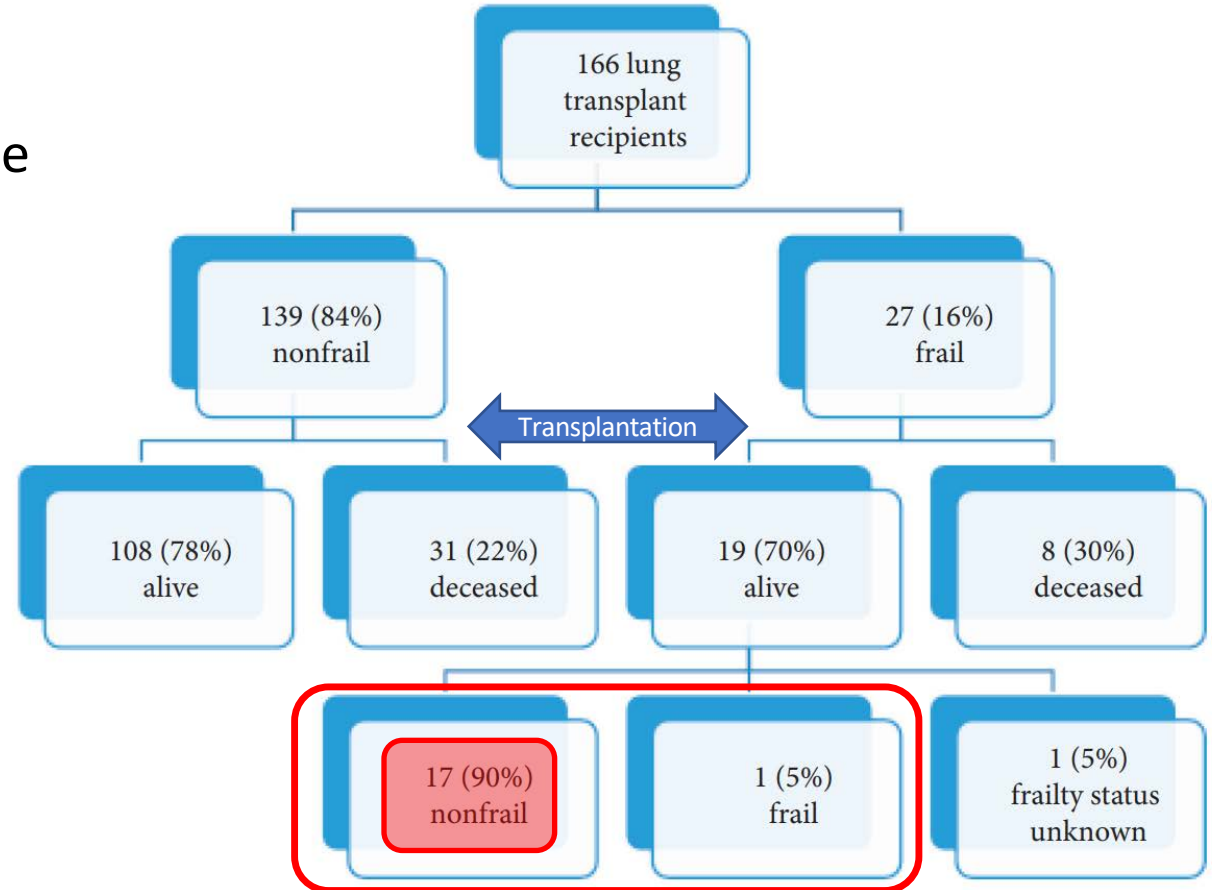 166 lung
transplant
recipients
e
139 (84%)
nonfrail
27 (16%)
frail
Transplantation
108 (78%)
alive
31 (22%)
deceased
19 (70%)
alive
8 (30%)
deceased
17 (90%)
nonfrail
1 (5%)
frail
1 (5%)
frailty status
unknown